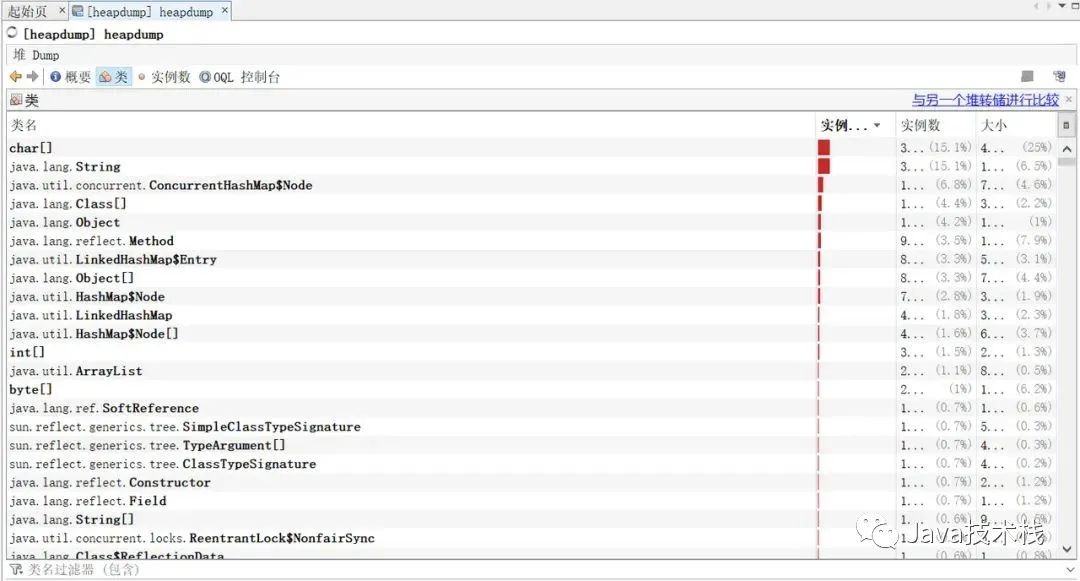 起始页 × [heapdump] heapdump ×
[heapdump] heapdump
堆 Dump
概要 类 实例数 OQL 控制台
类 与另一个堆转储进行比较 ×
类名 实例... 实例数 大小
char[] 3... (15.1%) 4... (25%)
java.lang.String 3... (15.1%) 1... (6.5%)
java.util.concurrent.ConcurrentHashMap$Node 1... (6.8%) 7... (4.6%)
java.lang.Class[] 1... (4.4%) 3... (2.2%)
java.lang.Object 1... (4.2%) 1... (1%)
java.lang.reflect.Method 9... (3.5%) 1... (7.9%)
java.util.LinkedHashMap$Entry 8... (3.3%) 5... (3.1%)
java.lang.Object[] 8... (3.3%) 7... (4.4%)
java.util.HashMap$Node 7... (2.8%) 3... (1.9%)
java.util.LinkedHashMap 4... (1.8%) 3... (2.3%)
java.util.HashMap$Node[] 4... (1.6%) 6... (3.7%)
int[] 3... (1.5%) 2... (1.3%)
java.util.ArrayList 2... (1.1%) 8... (0.5%)
byte[] 2... (1%) 1... (6.2%)
java.lang.ref.SoftReference 1... (0.7%) 1... (0.6%)
sun.reflect.generics.tree.SimpleClassTypeSignature 1... (0.7%) 5... (0.3%)
sun.reflect.generics.tree.TypeArgument[] 1... (0.7%) 4... (0.3%)
sun.reflect.generics.tree.ClassTypeSignature 1... (0.7%) 4... (0.2%)
java.lang.reflect.Constructor 1... (0.7%) 2... (1.2%)
java.lang.reflect.Field 1... (0.7%) 1... (1.2%)
java.lang.String[] 1... (0.6%) 9... (0.5%)
java.util.concurrent.locks.ReentrantLock$NonfairSync 1...
Java技术栈
java.lang.Class$ReflectionData 1... (0.6%) 1... (0.8%)
类名过滤器 (包含)